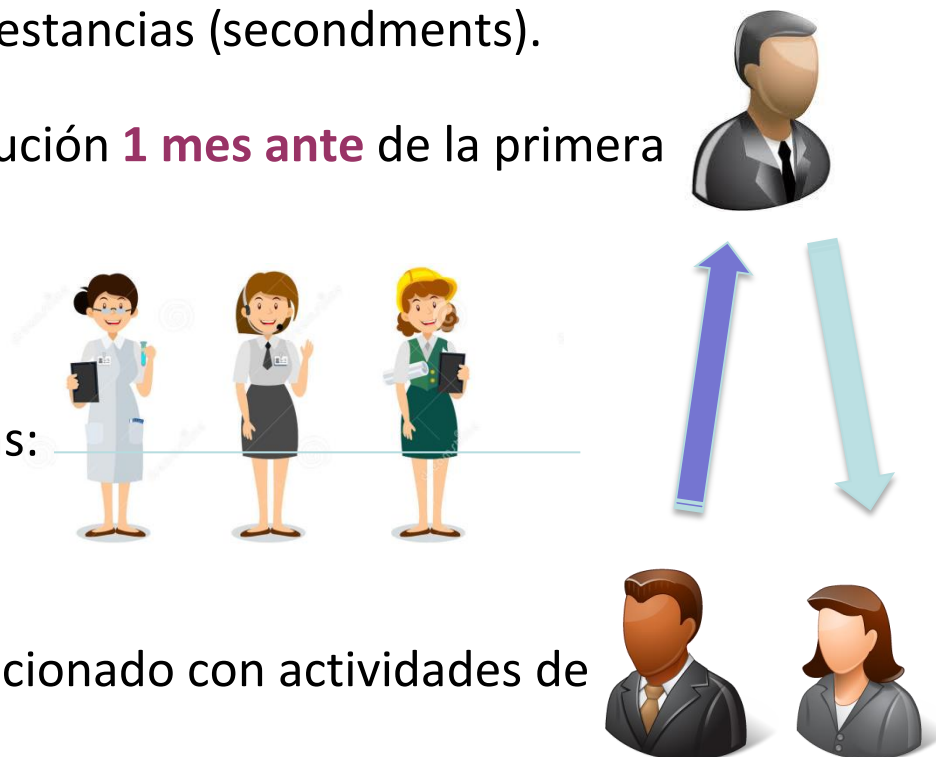 estancias (secondments).
ución 1 mes ante de la primera
s:
cionado con actividades de